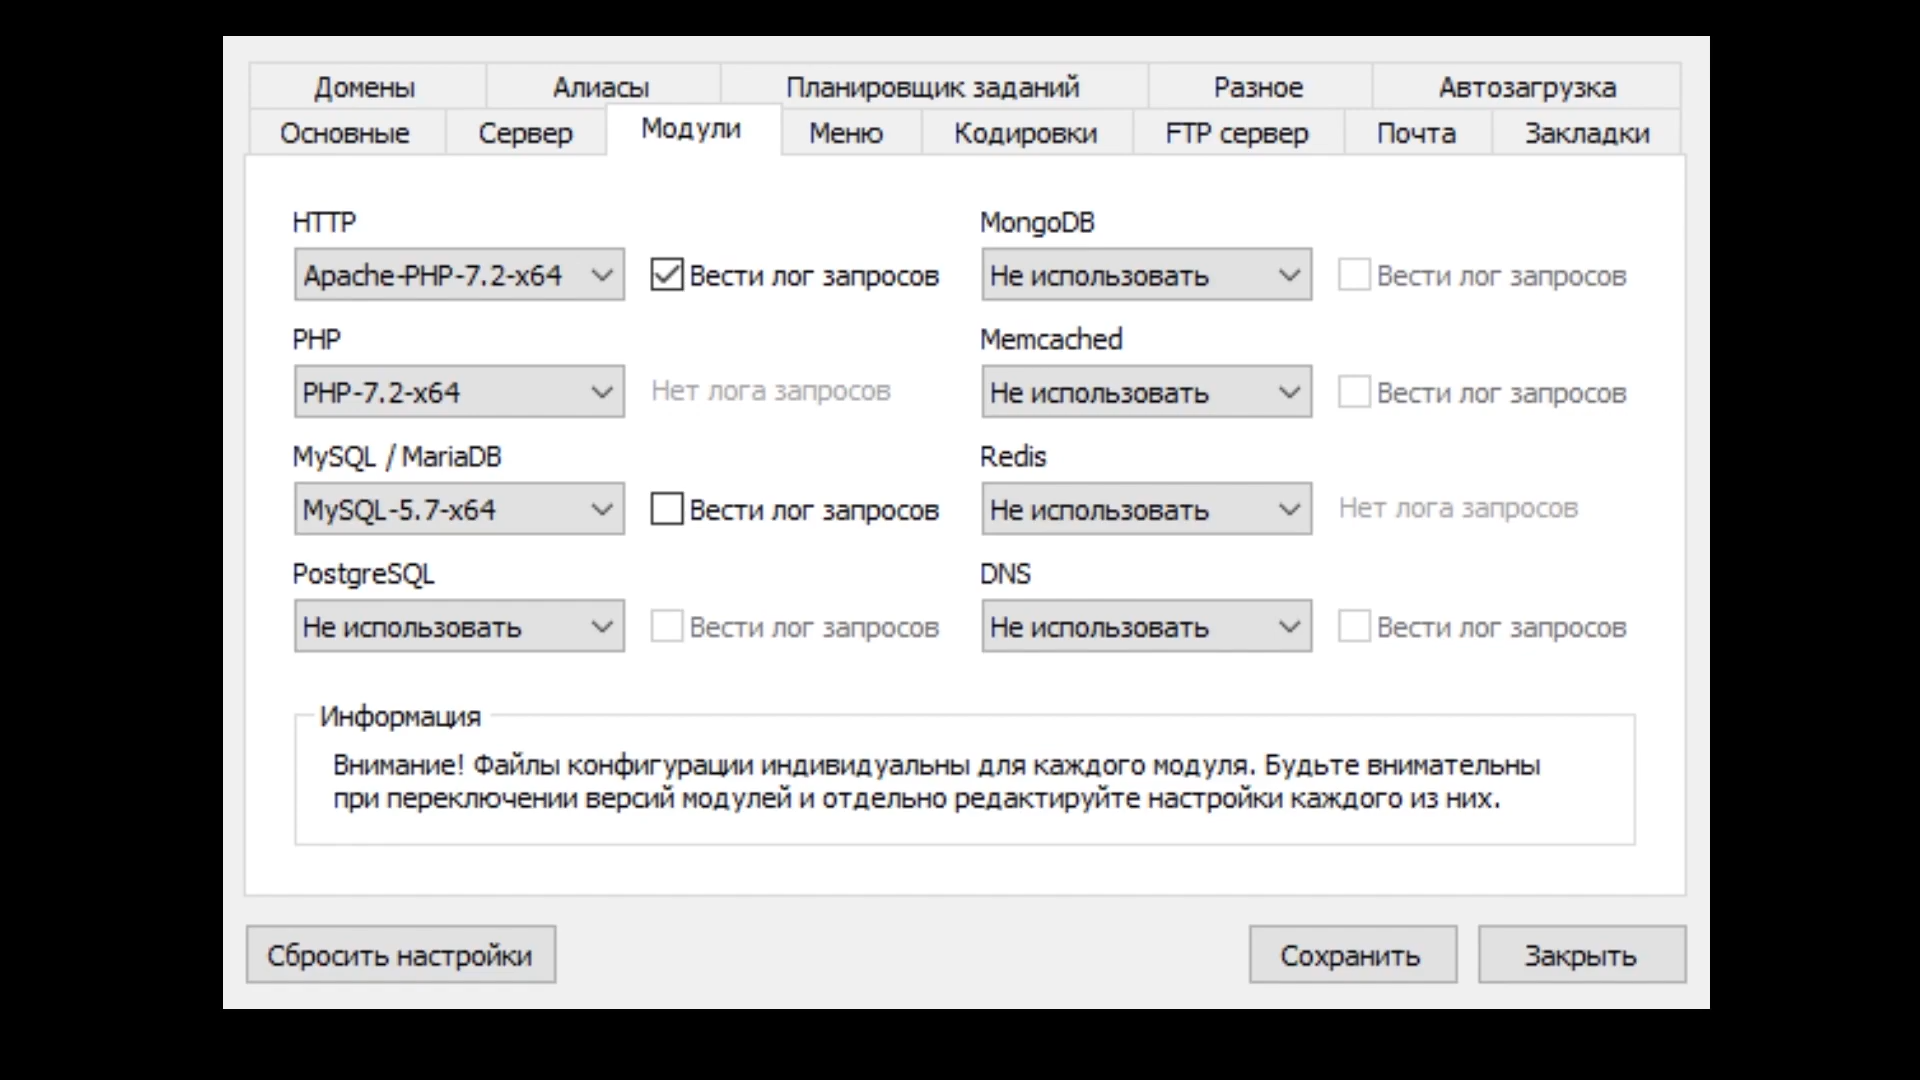 Домены Алиасы Планировщик заданий Разное Автозагрузка
Основные Сервер Модули Меню Кодировки FTP сервер Почта Закладки
HTTP MongoDB
Apache-PHP-7.2-x64 Вести лог запросов Не использовать Вести лог запросов
PHP Memcached
PHP-7.2-x64 Нет лога запросов Не использовать Вести лог запросов
MySQL / MariaDB Redis
MySQL-5.7-x64 Вести лог запросов Не использовать Нет лога запросов
PostgreSQL DNS
Не использовать Вести лог запросов Не использовать Вести лог запросов
Информация
Внимание! Файлы конфигурации индивидуальны для каждого модуля. Будьте внимательны
при переключении версий модулей и отдельно редактируйте настройки каждого из них.
Сбросить настройки Сохранить Закрыть